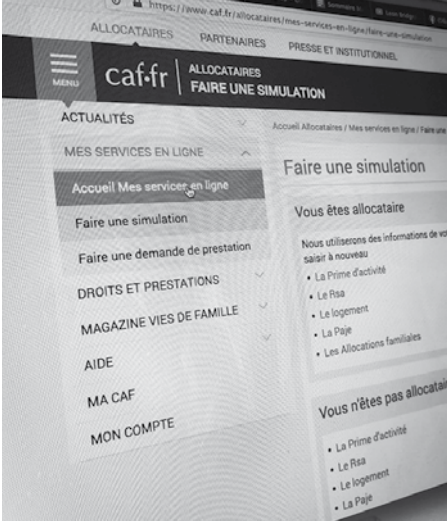 https://www.caf.fr/allocataires/mes-services-en-ligne/faire-une-simulation
ALLOCATAIRES PARTENAIRES PRESSE ET INSTITUTIONNEL
MENU
caf.fr
ALLOCATAIRES
FAIRE UNE SIMULATION
ACTUALITÉS
MES SERVICES EN LIGNE
Accueil Mes services en ligne
Faire une simulation
Faire une demande de prestation
DROITS ET PRESTATIONS
MAGAZINE VIES DE FAMILLE
AIDE
MA CAF
MON COMPTE
Accueil Allocataires / Mes services en ligne / Faire une
Faire une simulation
Vous êtes allocataire
Nous utiliserons des informations de vot
saisir à nouveau
• La Prime d'activité
• Le Rsa
• Le logement
• La Paje
• Les Allocations familiales
Vous n'êtes pas allocatair
• La Prime d'activité
• Le Rsa
• Le logement
• La Paje